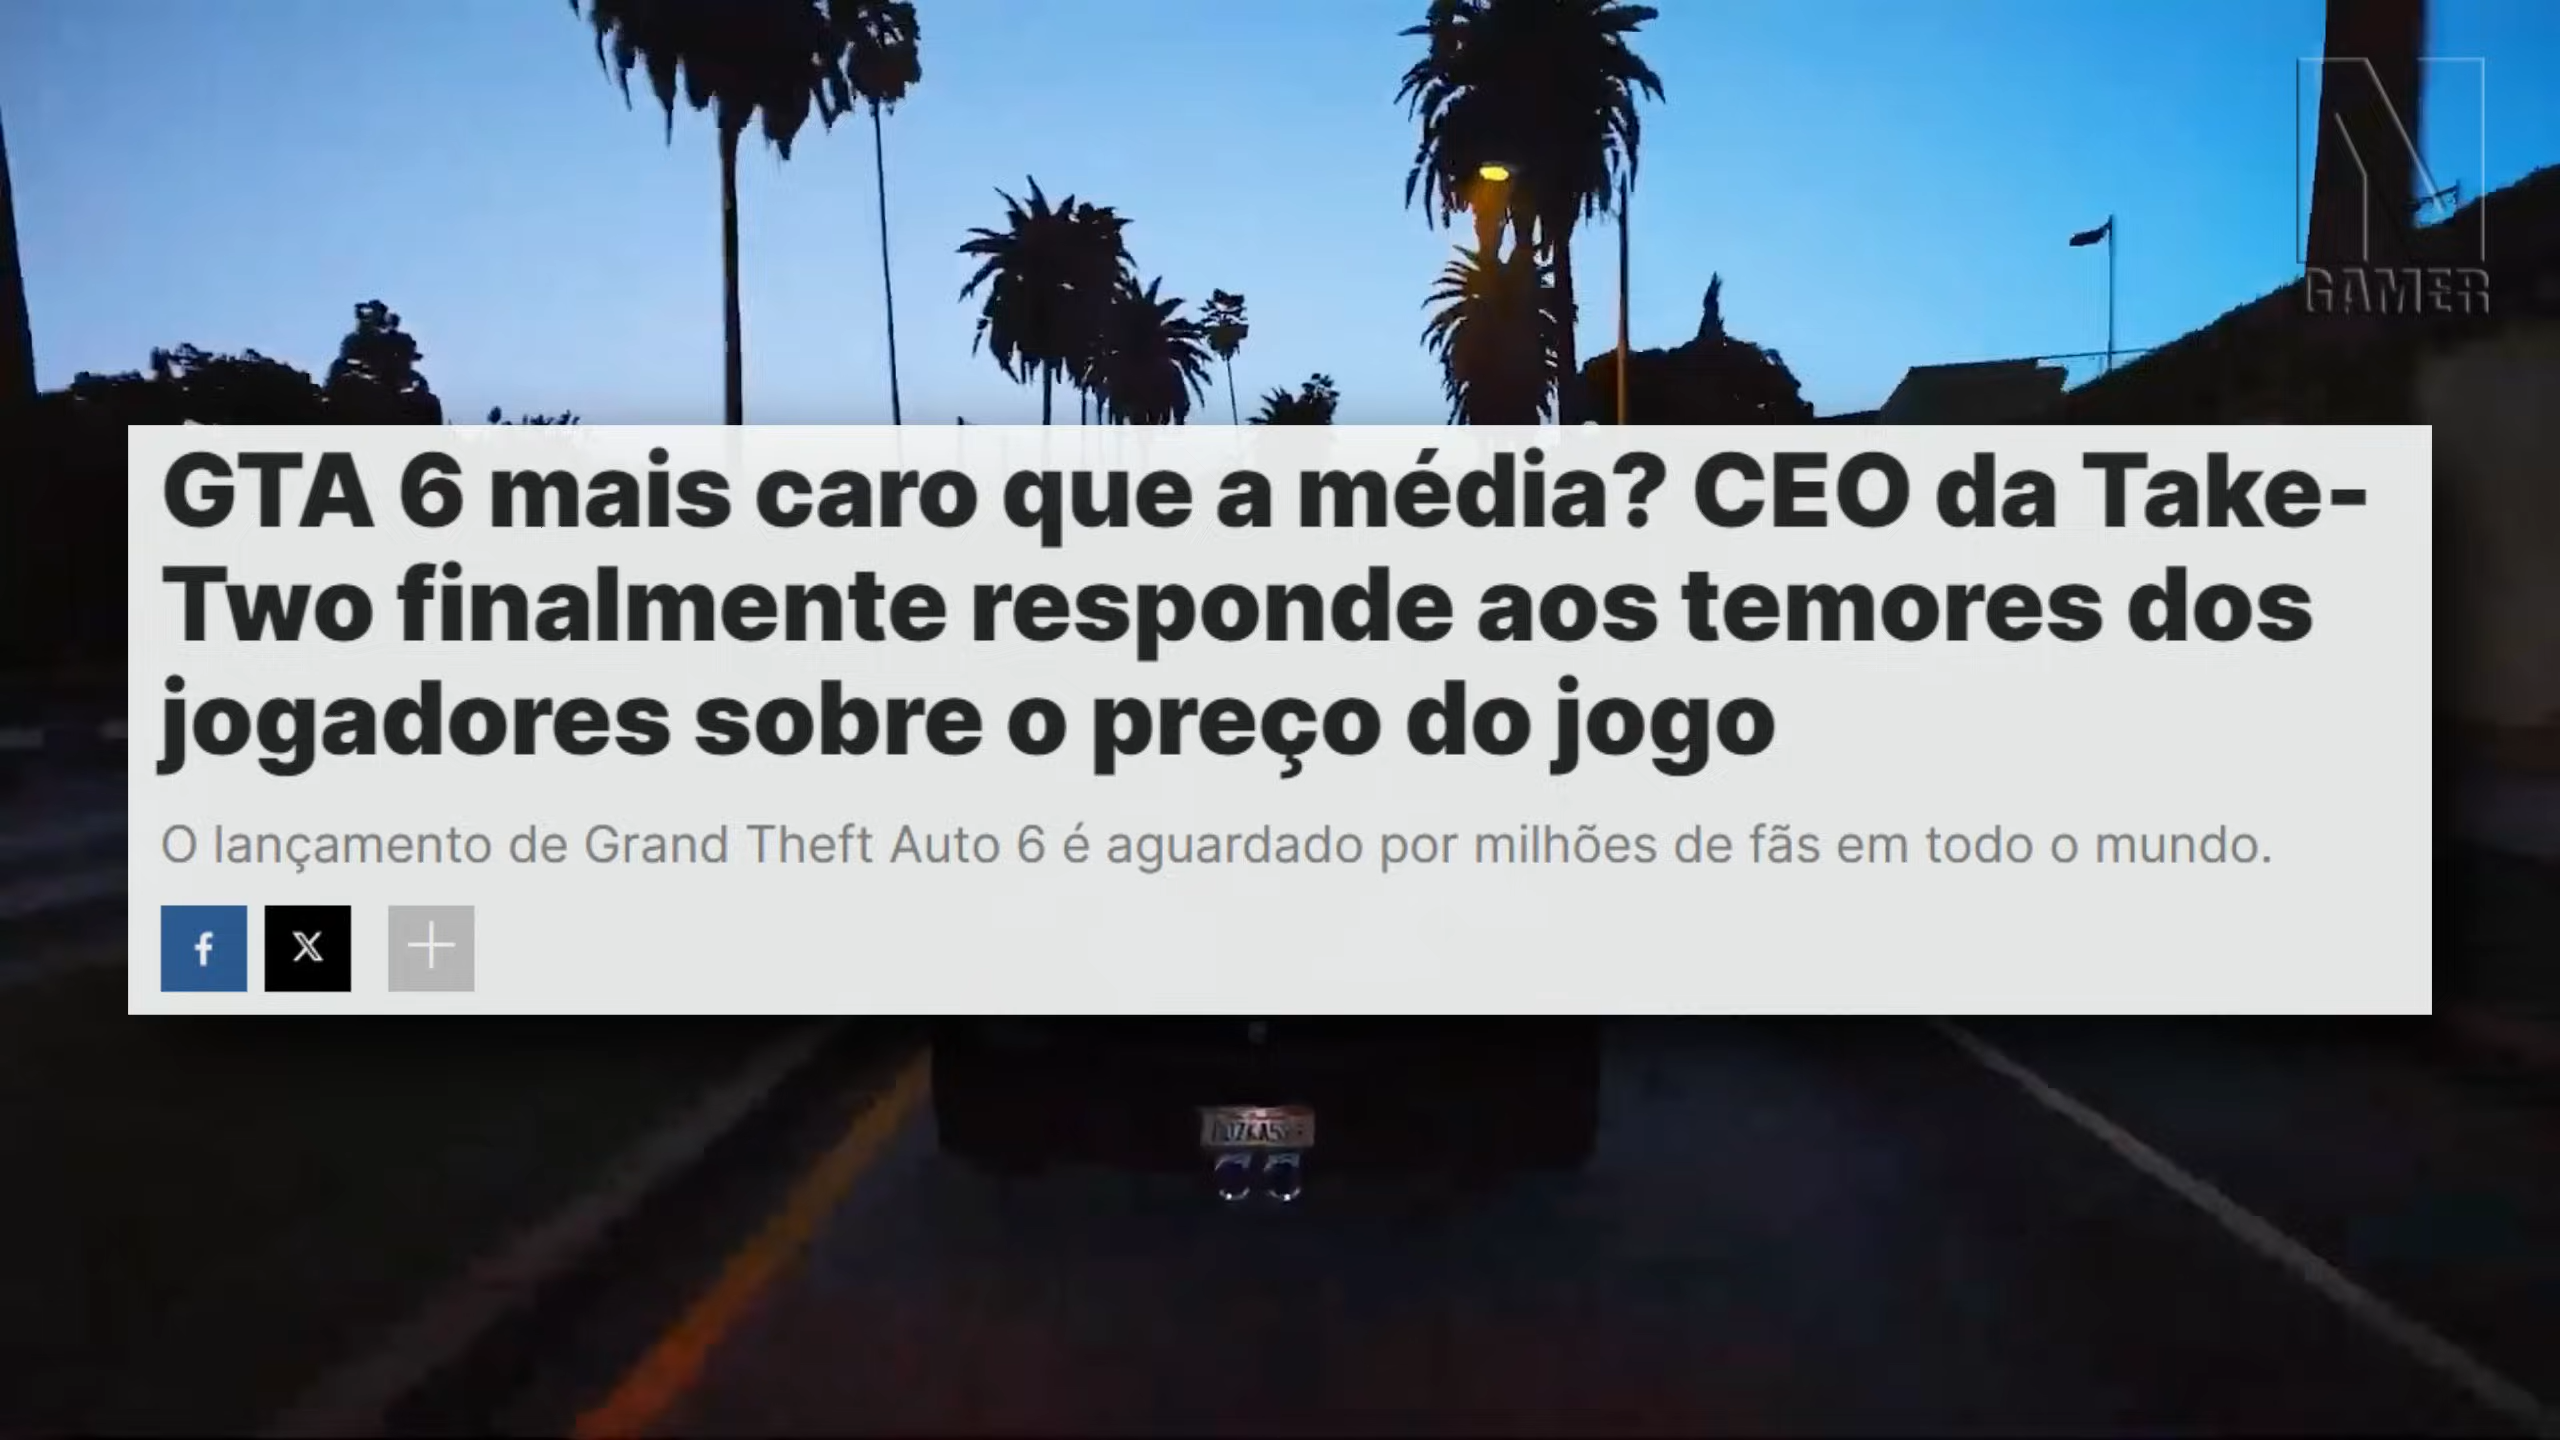 N
GAMER
GTA 6 mais caro que a média? CEO da Take-
Two finalmente responde aos temores dos
jogadores sobre o preço do jogo
O lançamento de Grand Theft Auto 6 é aguardado por milhões de fãs em todo o mundo.
f
X